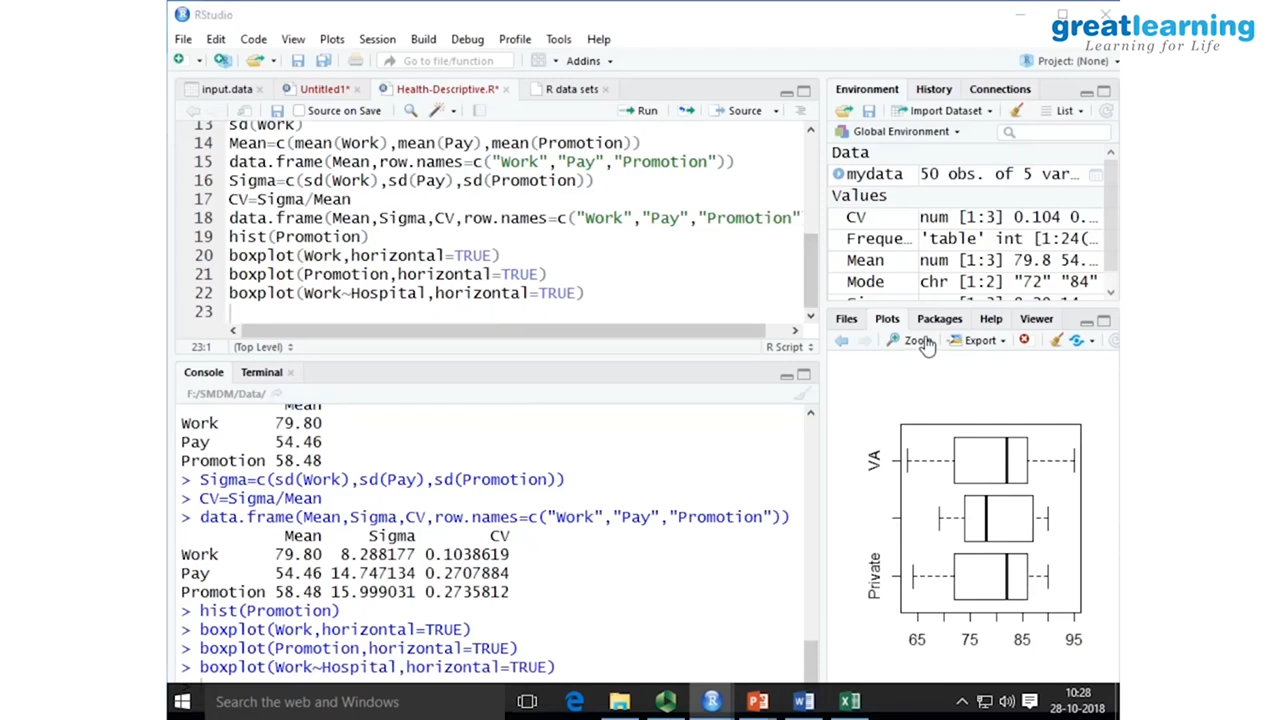 RStudio
greatlearning
Learning for Life
File Edit Code View Plots Session Build Debug Profile Tools Help
Go to file/function Addins Project: (None)
input.data Untitled1* Health-Descriptive.R* R data sets
Source on Save Run Source
13 sd(Work)
14 Mean=c(mean(Work),mean(Pay),mean(Promotion))
15 data.frame(Mean,row.names=c("Work","Pay","Promotion"))
16 Sigma=c(sd(Work),sd(Pay),sd(Promotion))
17 CV=Sigma/Mean
18 data.frame(Mean,Sigma,CV,row.names=c("Work","Pay","Promotion")
19 hist(Promotion)
20 boxplot(Work,horizontal=TRUE)
21 boxplot(Promotion,horizontal=TRUE)
22 boxplot(Work~Hospital,horizontal=TRUE)
23
23:1 (Top Level) R Script
Console Terminal
F:/SMDM/Data/
Mean
Work 79.80
Pay 54.46
Promotion 58.48
> Sigma=c(sd(Work),sd(Pay),sd(Promotion))
> CV=Sigma/Mean
> data.frame(Mean,Sigma,CV,row.names=c("Work","Pay","Promotion"))
Mean Sigma CV
Work 79.80 8.288177 0.1038619
Pay 54.46 14.747134 0.2707884
Promotion 58.48 15.999031 0.2735812
> hist(Promotion)
> boxplot(Work,horizontal=TRUE)
> boxplot(Promotion,horizontal=TRUE)
> boxplot(Work~Hospital,horizontal=TRUE)
Environment History Connections
Import Dataset List
Global Environment
Data
mydata 50 obs. of 5 var...
Values
CV num [1:3] 0.104 0...
Freque... 'table' int [1:24(...
Mean num [1:3] 79.8 54...
Mode chr [1:2] "72" "84"
Files Plots Packages Help Viewer
Zoom Export
VA
Private
65 75 85 95
Search the web and Windows
10:28
28-10-2018